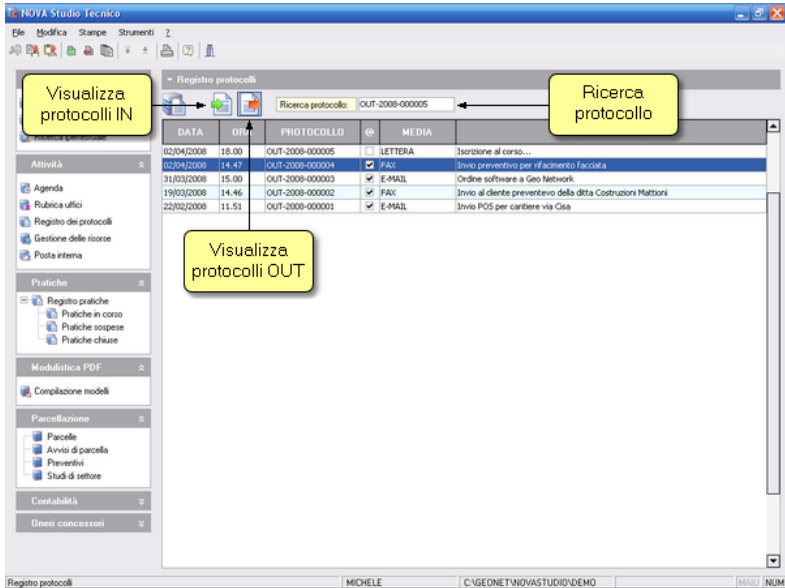 NOVA Studio Tecnico
File Modifica Stampe Strumenti ?
Registro protocolli
Visualizza
protocolli IN
Ricerca protocollo: OUT-2008-000005
Ricerca
protocollo
DATA PROTOCOLLO @ MEDIA
02/04/2008 18.00 OUT-2008-000005 LETTERA Iscrizione al corso...
02/04/2008 14.47 OUT-2008-000004 FAX Invio preventivo per rifacimento facciata
31/03/2008 15.00 OUT-2008-000003 E-MAIL Ordine software a Geo Network
19/03/2008 14.46 OUT-2008-000002 FAX Invio al cliente preventevo della ditta Costruzioni Mattioni
22/02/2008 11.51 OUT-2008-000001 E-MAIL Invio POS per cantiere via Cisa
Visualizza
protocolli OUT
Attività
Agenda
Rubrica uffici
Registro dei protocolli
Gestione delle risorse
Posta interna
Pratiche
Registro pratiche
Pratiche in corso
Pratiche sospese
Pratiche chiuse
Modulistica PDF
Compilazione modelli
Parcellazione
Parcelle
Avvisi di parcella
Preventivi
Studi di settore
Contabilità
Oneri concessori
Registro protocolli MICHELE C:\GEONET\NOVASTUDIO\DEMO MAIU NUM